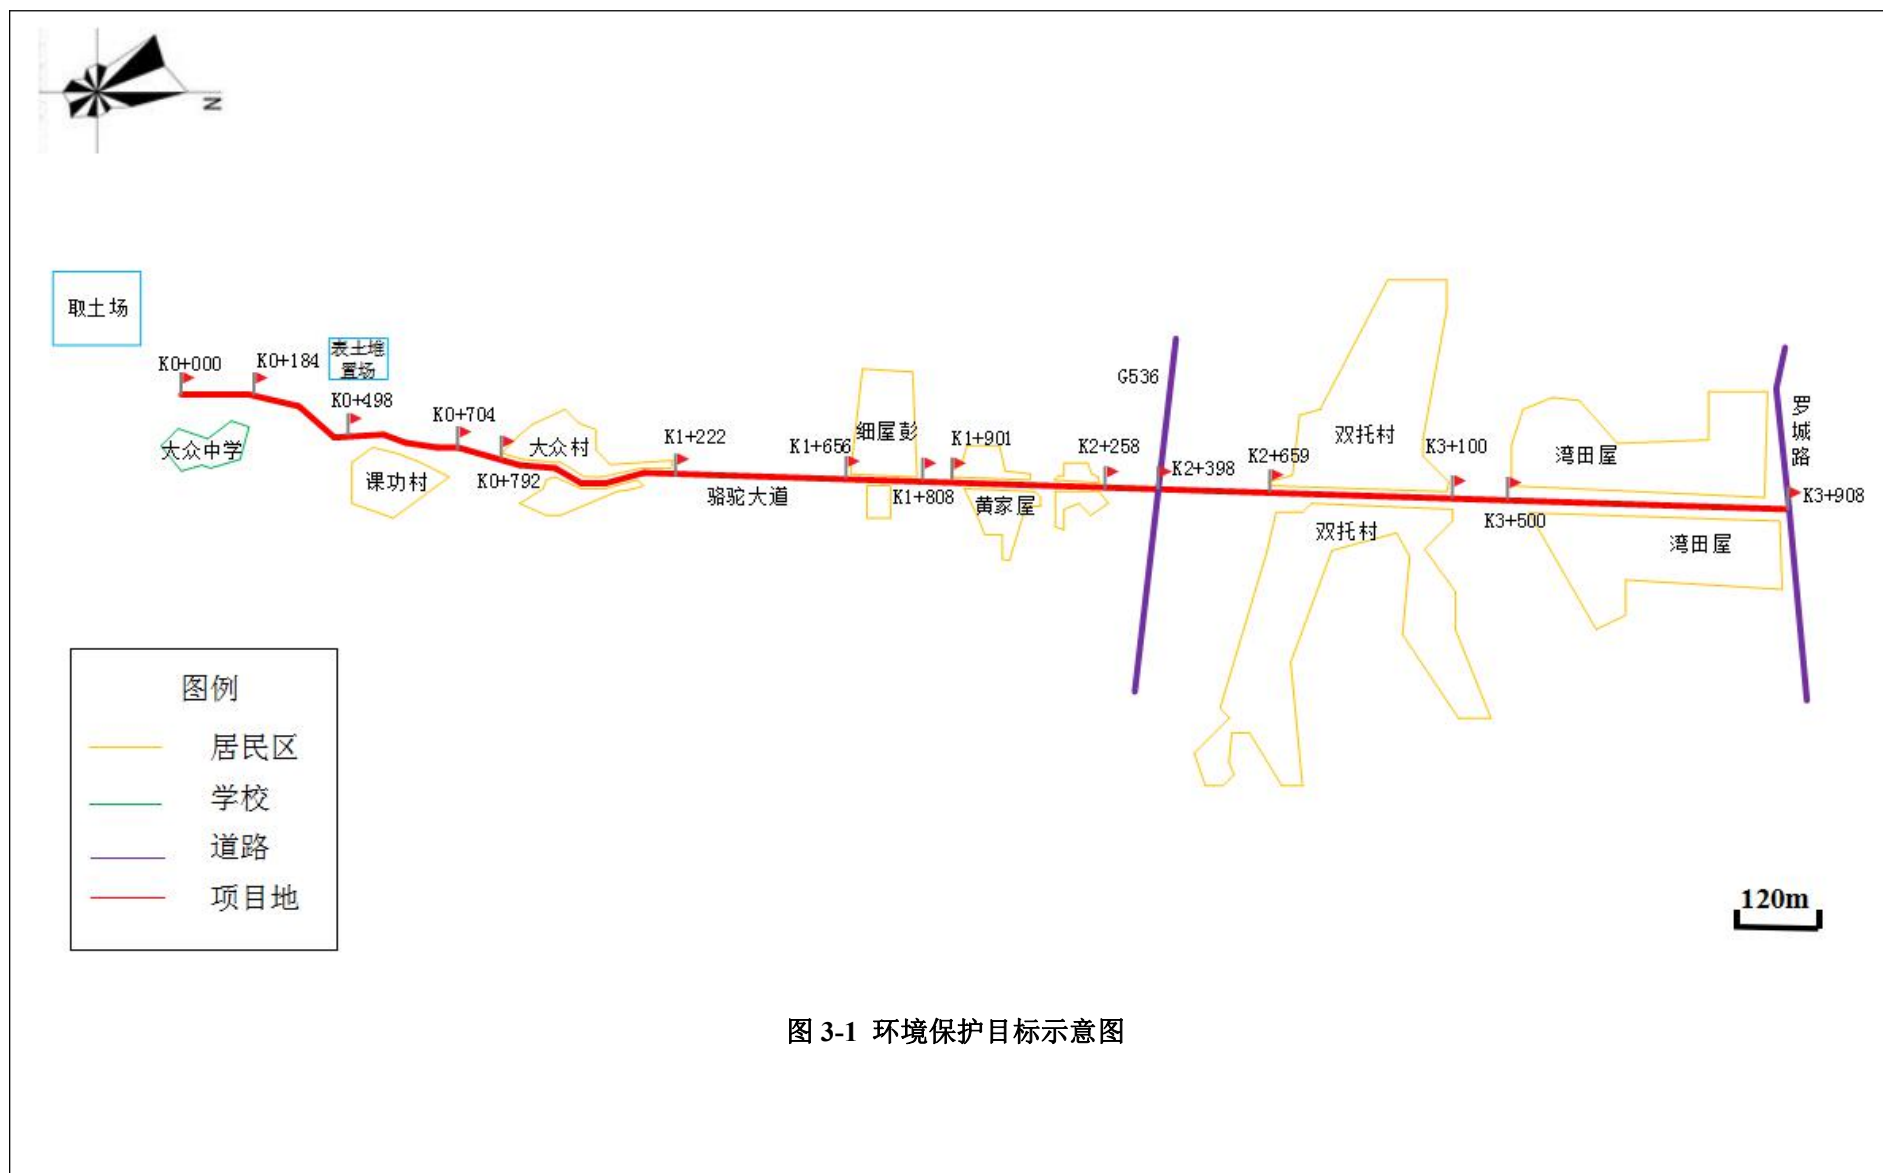 N
取土场
K0+000
K0+184
表土堆
置场
K0+498
K0+704
大众中学
课功村
K0+792
大众村
K1+222
骆驼大道
K1+656
细屋彭
K1+808
K1+901
黄家屋
K2+258
G536
K2+398
K2+659
双托村
双托村
K3+100
K3+500
湾田屋
湾田屋
罗
城
路
K3+908
图例
居民区
学校
道路
项目地
120m
图 3-1 环境保护目标示意图